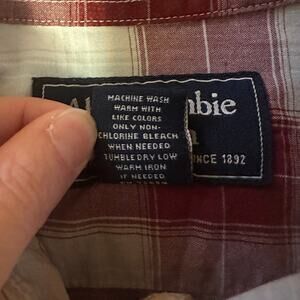 MACHINE WASH
WARM WITH
LIKE COLORS
ONLY NON-
CHLORINE BLEACH
WHEN NEEDED
TUMBLE DRY LOW
WARM IRON
IF NEEDED
SINCE 1892